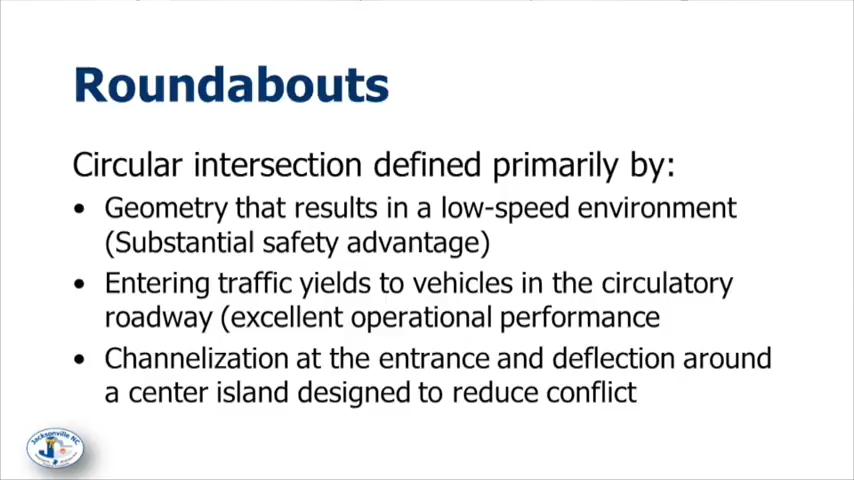 Roundabouts
Circular intersection defined primarily by:
• Geometry that results in a low-speed environment
(Substantial safety advantage)
• Entering traffic yields to vehicles in the circulatory
roadway (excellent operational performance
• Channelization at the entrance and deflection around
a center island designed to reduce conflict
Jacksonville NC